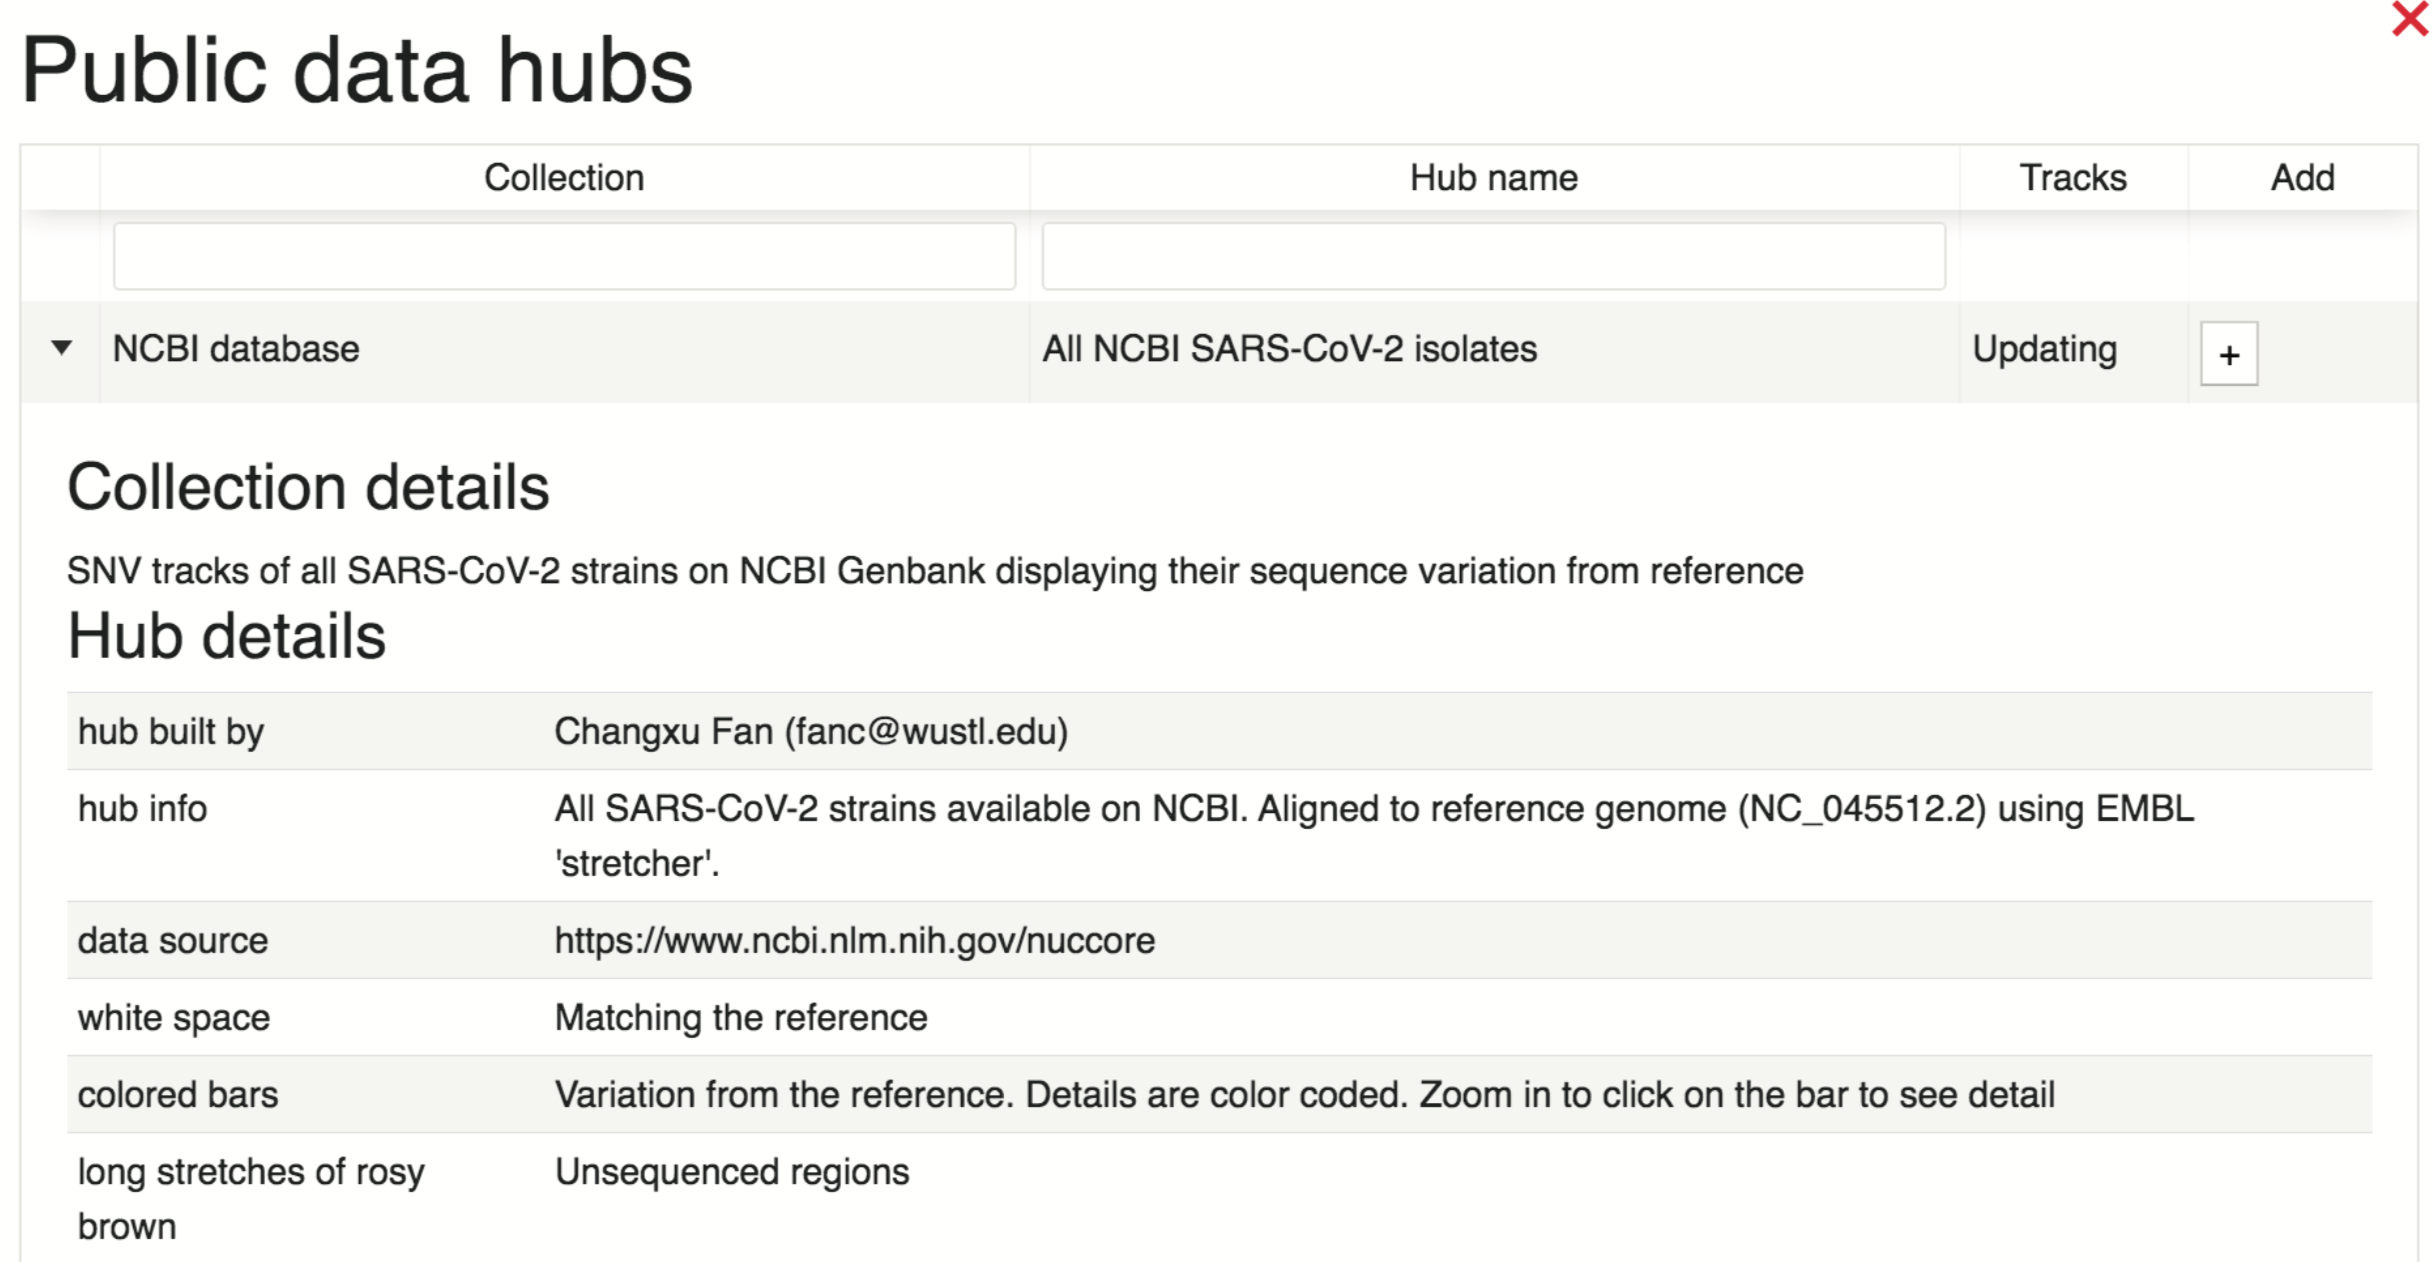 Public data hubs
Collection Hub name Tracks Add
NCBI database All NCBI SARS-CoV-2 isolates Updating +
Collection details
SNV tracks of all SARS-CoV-2 strains on NCBI Genbank displaying their sequence variation from reference
Hub details
hub built by Changxu Fan (fanc@wustl.edu)
hub info All SARS-CoV-2 strains available on NCBI. Aligned to reference genome (NC_045512.2) using EMBL
'stretcher'.
data source https://www.ncbi.nlm.nih.gov/nuccore
white space Matching the reference
colored bars Variation from the reference. Details are color coded. Zoom in to click on the bar to see detail
long stretches of rosy Unsequenced regions
brown